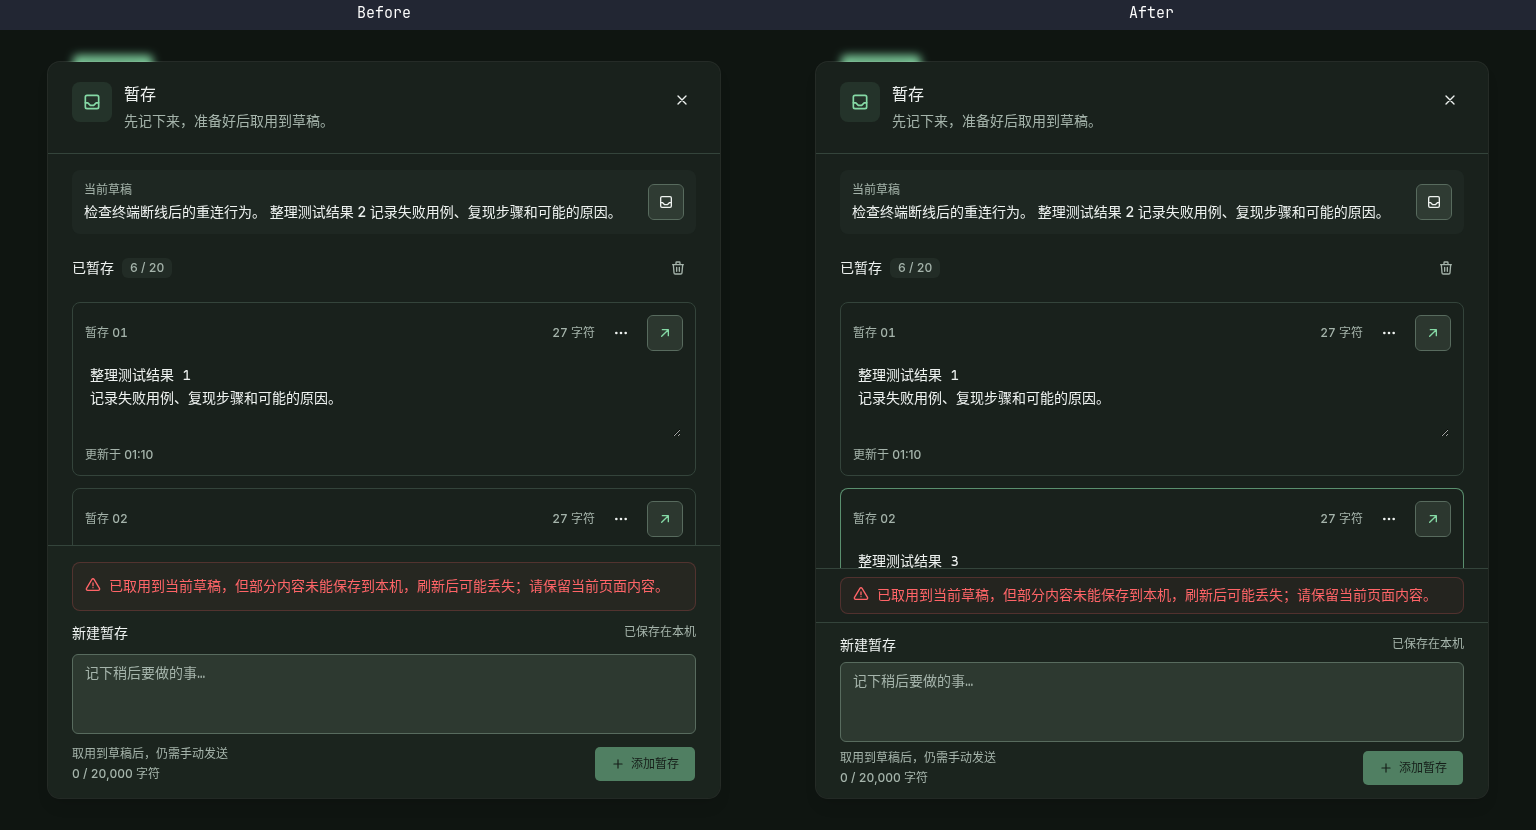 Before
暂存
先记下来，准备好后取用到草稿。
当前草稿
检查终端断线后的重连行为。 整理测试结果 2 记录失败用例、复现步骤和可能的原因。
已暂存 6 / 20
暂存 01 27 字符
整理测试结果 1
记录失败用例、复现步骤和可能的原因。
更新于 01:10
暂存 02 27 字符
已取用到当前草稿，但部分内容未能保存到本机，刷新后可能丢失；请保留当前页面内容。
新建暂存 已保存在本机
记下稍后要做的事…
取用到草稿后，仍需手动发送
0 / 20,000 字符
添加暂存
After
暂存
先记下来，准备好后取用到草稿。
当前草稿
检查终端断线后的重连行为。 整理测试结果 2 记录失败用例、复现步骤和可能的原因。
已暂存 6 / 20
暂存 01 27 字符
整理测试结果 1
记录失败用例、复现步骤和可能的原因。
更新于 01:10
暂存 02 27 字符
整理测试结果 3
已取用到当前草稿，但部分内容未能保存到本机，刷新后可能丢失；请保留当前页面内容。
新建暂存 已保存在本机
记下稍后要做的事…
取用到草稿后，仍需手动发送
0 / 20,000 字符
添加暂存